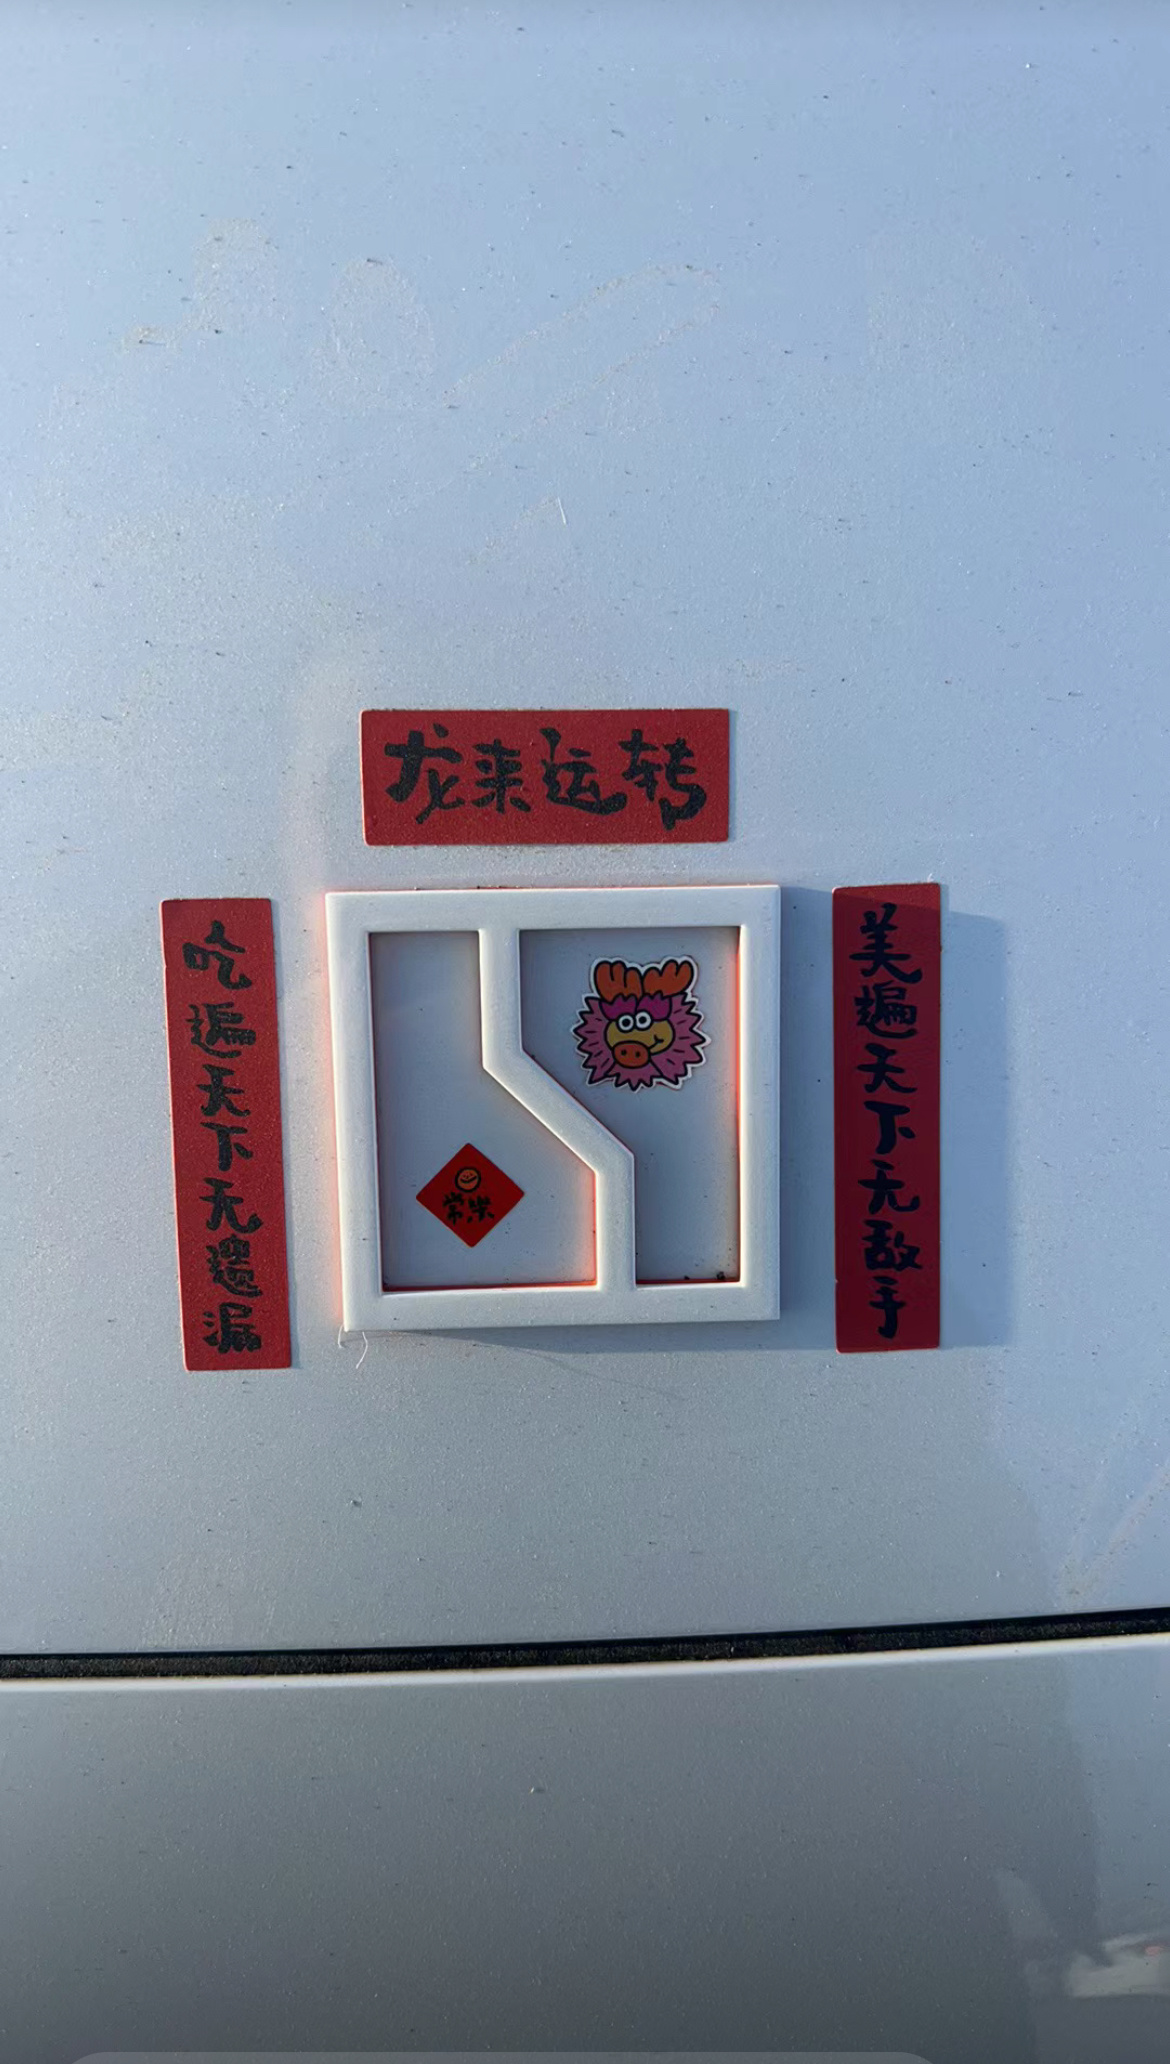 龙来运转
美遍天下无敌手
吃遍天下无遗漏
常笑